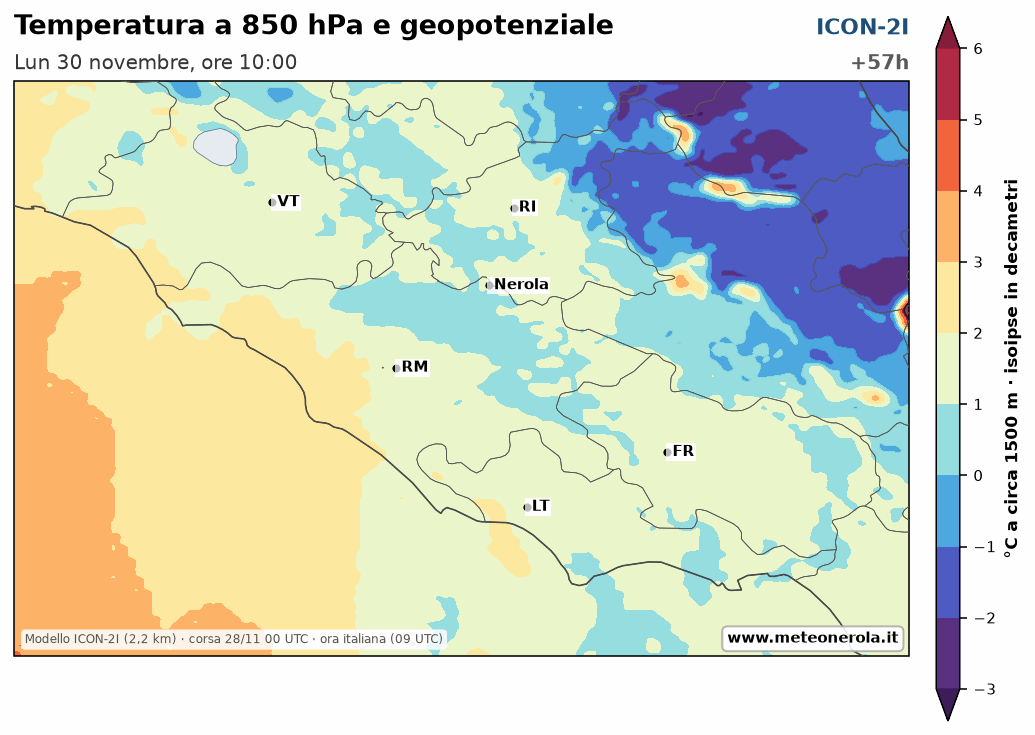 Temperatura a 850 hPa e geopotenziale
ICON-2I
Lun 30 novembre, ore 10:00
+57h
VT
RI
Nerola
RM
FR
LT
Modello ICON-2I (2,2 km) · corsa 28/11 00 UTC · ora italiana (09 UTC)
www.meteonerola.it
6
5
4
3
2
1
0
−1
−2
−3
°C a circa 1500 m · isoipse in decametri